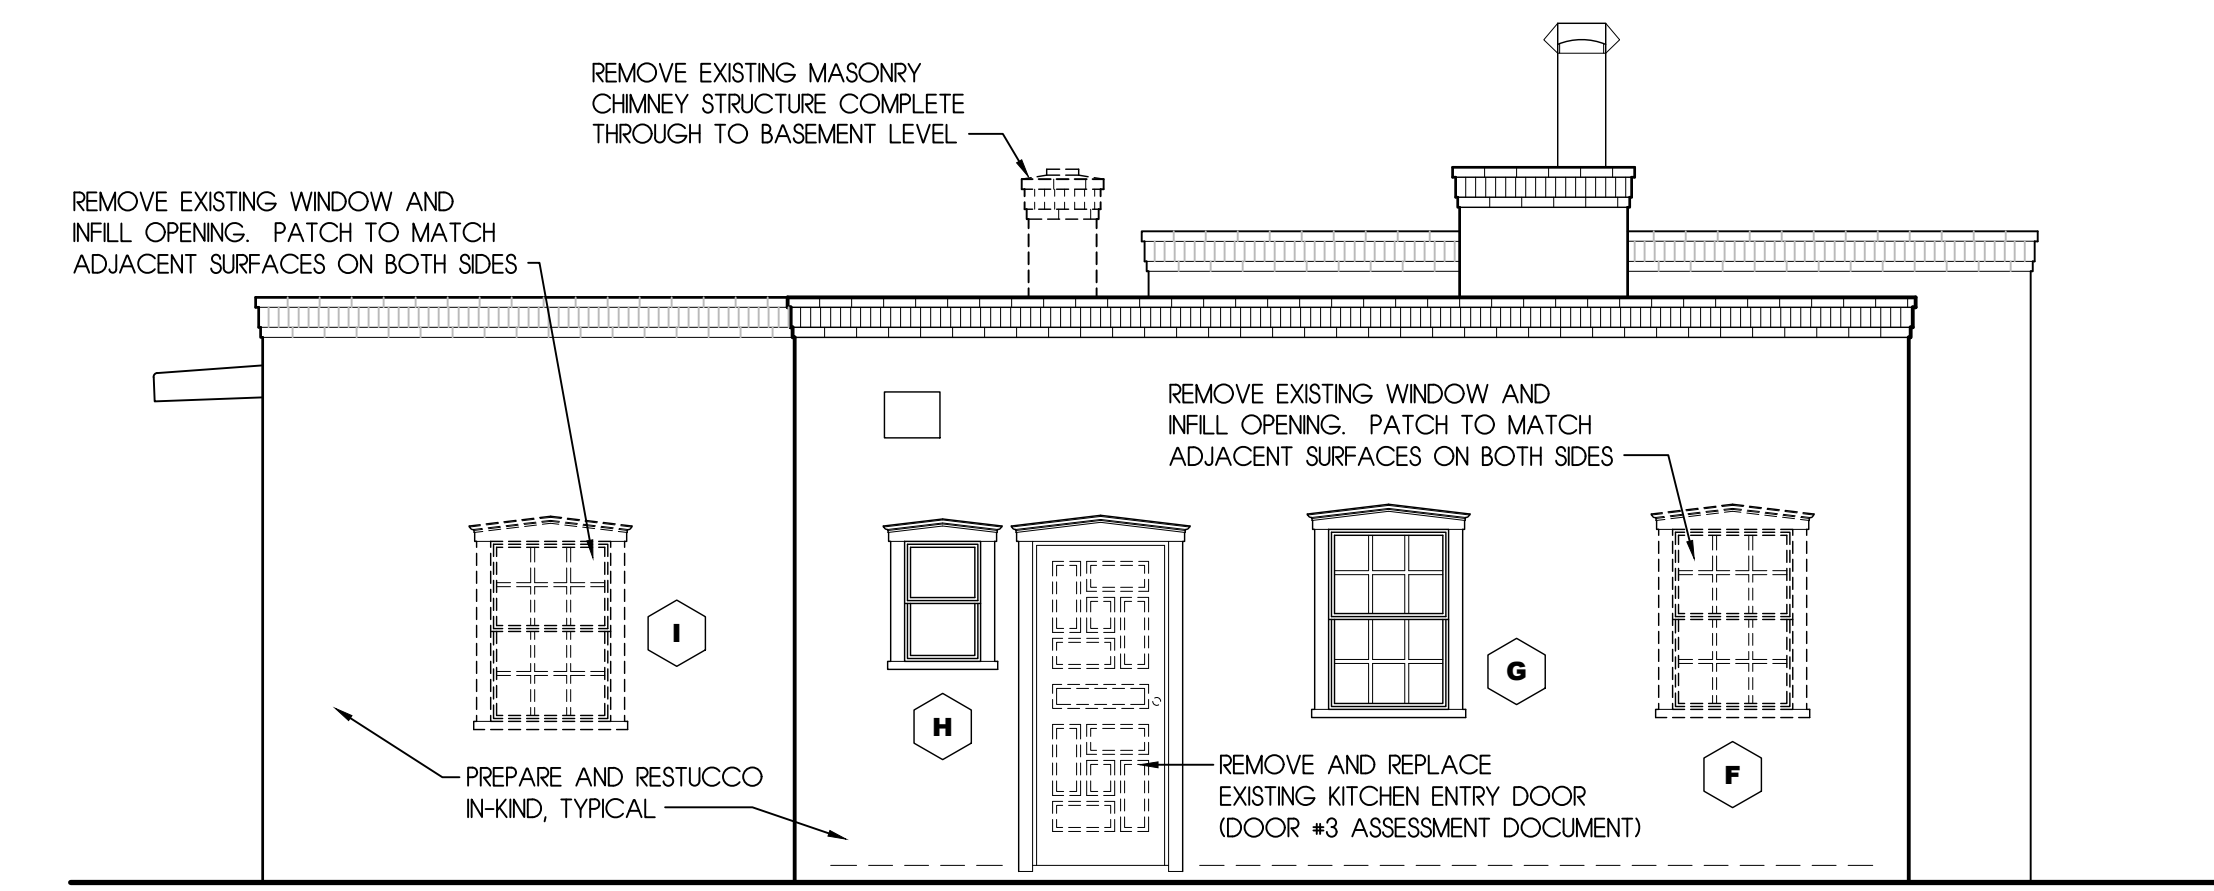 REMOVE EXISTING MASONRY
CHIMNEY STRUCTURE COMPLETE
THROUGH TO BASEMENT LEVEL
REMOVE EXISTING WINDOW AND
INFILL OPENING. PATCH TO MATCH
ADJACENT SURFACES ON BOTH SIDES
REMOVE EXISTING WINDOW AND
INFILL OPENING. PATCH TO MATCH
ADJACENT SURFACES ON BOTH SIDES
I
H
G
F
PREPARE AND RESTUCCO
IN-KIND, TYPICAL
REMOVE AND REPLACE
EXISTING KITCHEN ENTRY DOOR
(DOOR #3 ASSESSMENT DOCUMENT)